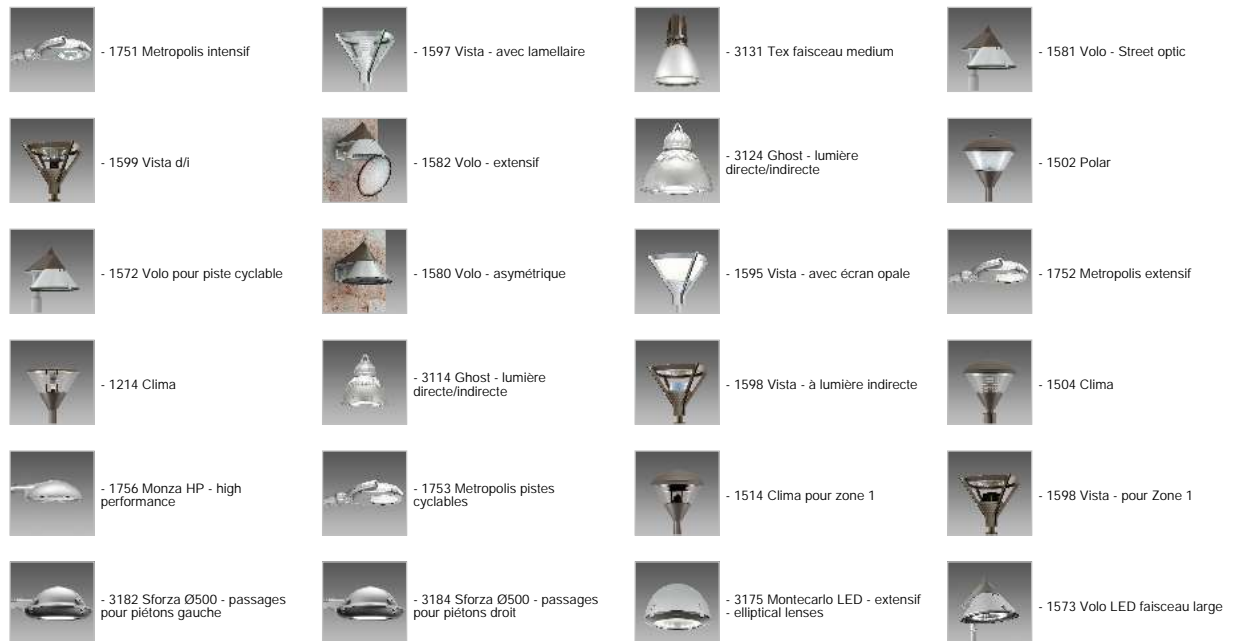 - 1751 Metropolis intensif
- 1597 Vista - avec lamellaire
- 3131 Tex faisceau medium
- 1581 Volo - Street optic
- 1599 Vista d/i
- 1582 Volo - extensif
- 3124 Ghost - lumière
directe/indirecte
- 1502 Polar
- 1572 Volo pour piste cyclable
- 1580 Volo - asymétrique
- 1595 Vista - avec écran opale
- 1752 Metropolis extensif
- 1214 Clima
- 3114 Ghost - lumière
directe/indirecte
- 1598 Vista - à lumière indirecte
- 1504 Clima
- 1756 Monza HP - high
performance
- 1753 Metropolis pistes
cyclables
- 1514 Clima pour zone 1
- 1598 Vista - pour Zone 1
- 3182 Sforza Ø500 - passages
pour piétons gauche
- 3184 Sforza Ø500 - passages
pour piétons droit
- 3175 Montecarlo LED - extensif
- elliptical lenses
- 1573 Volo LED faisceau large